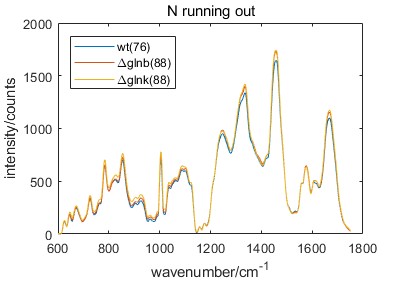 N running out
2000
1500
1000
500
0
intensity/counts
wt(76)
Δglnb(88)
Δglnk(88)
600 800 1000 1200 1400 1600 1800
wavenumber/cm⁻¹